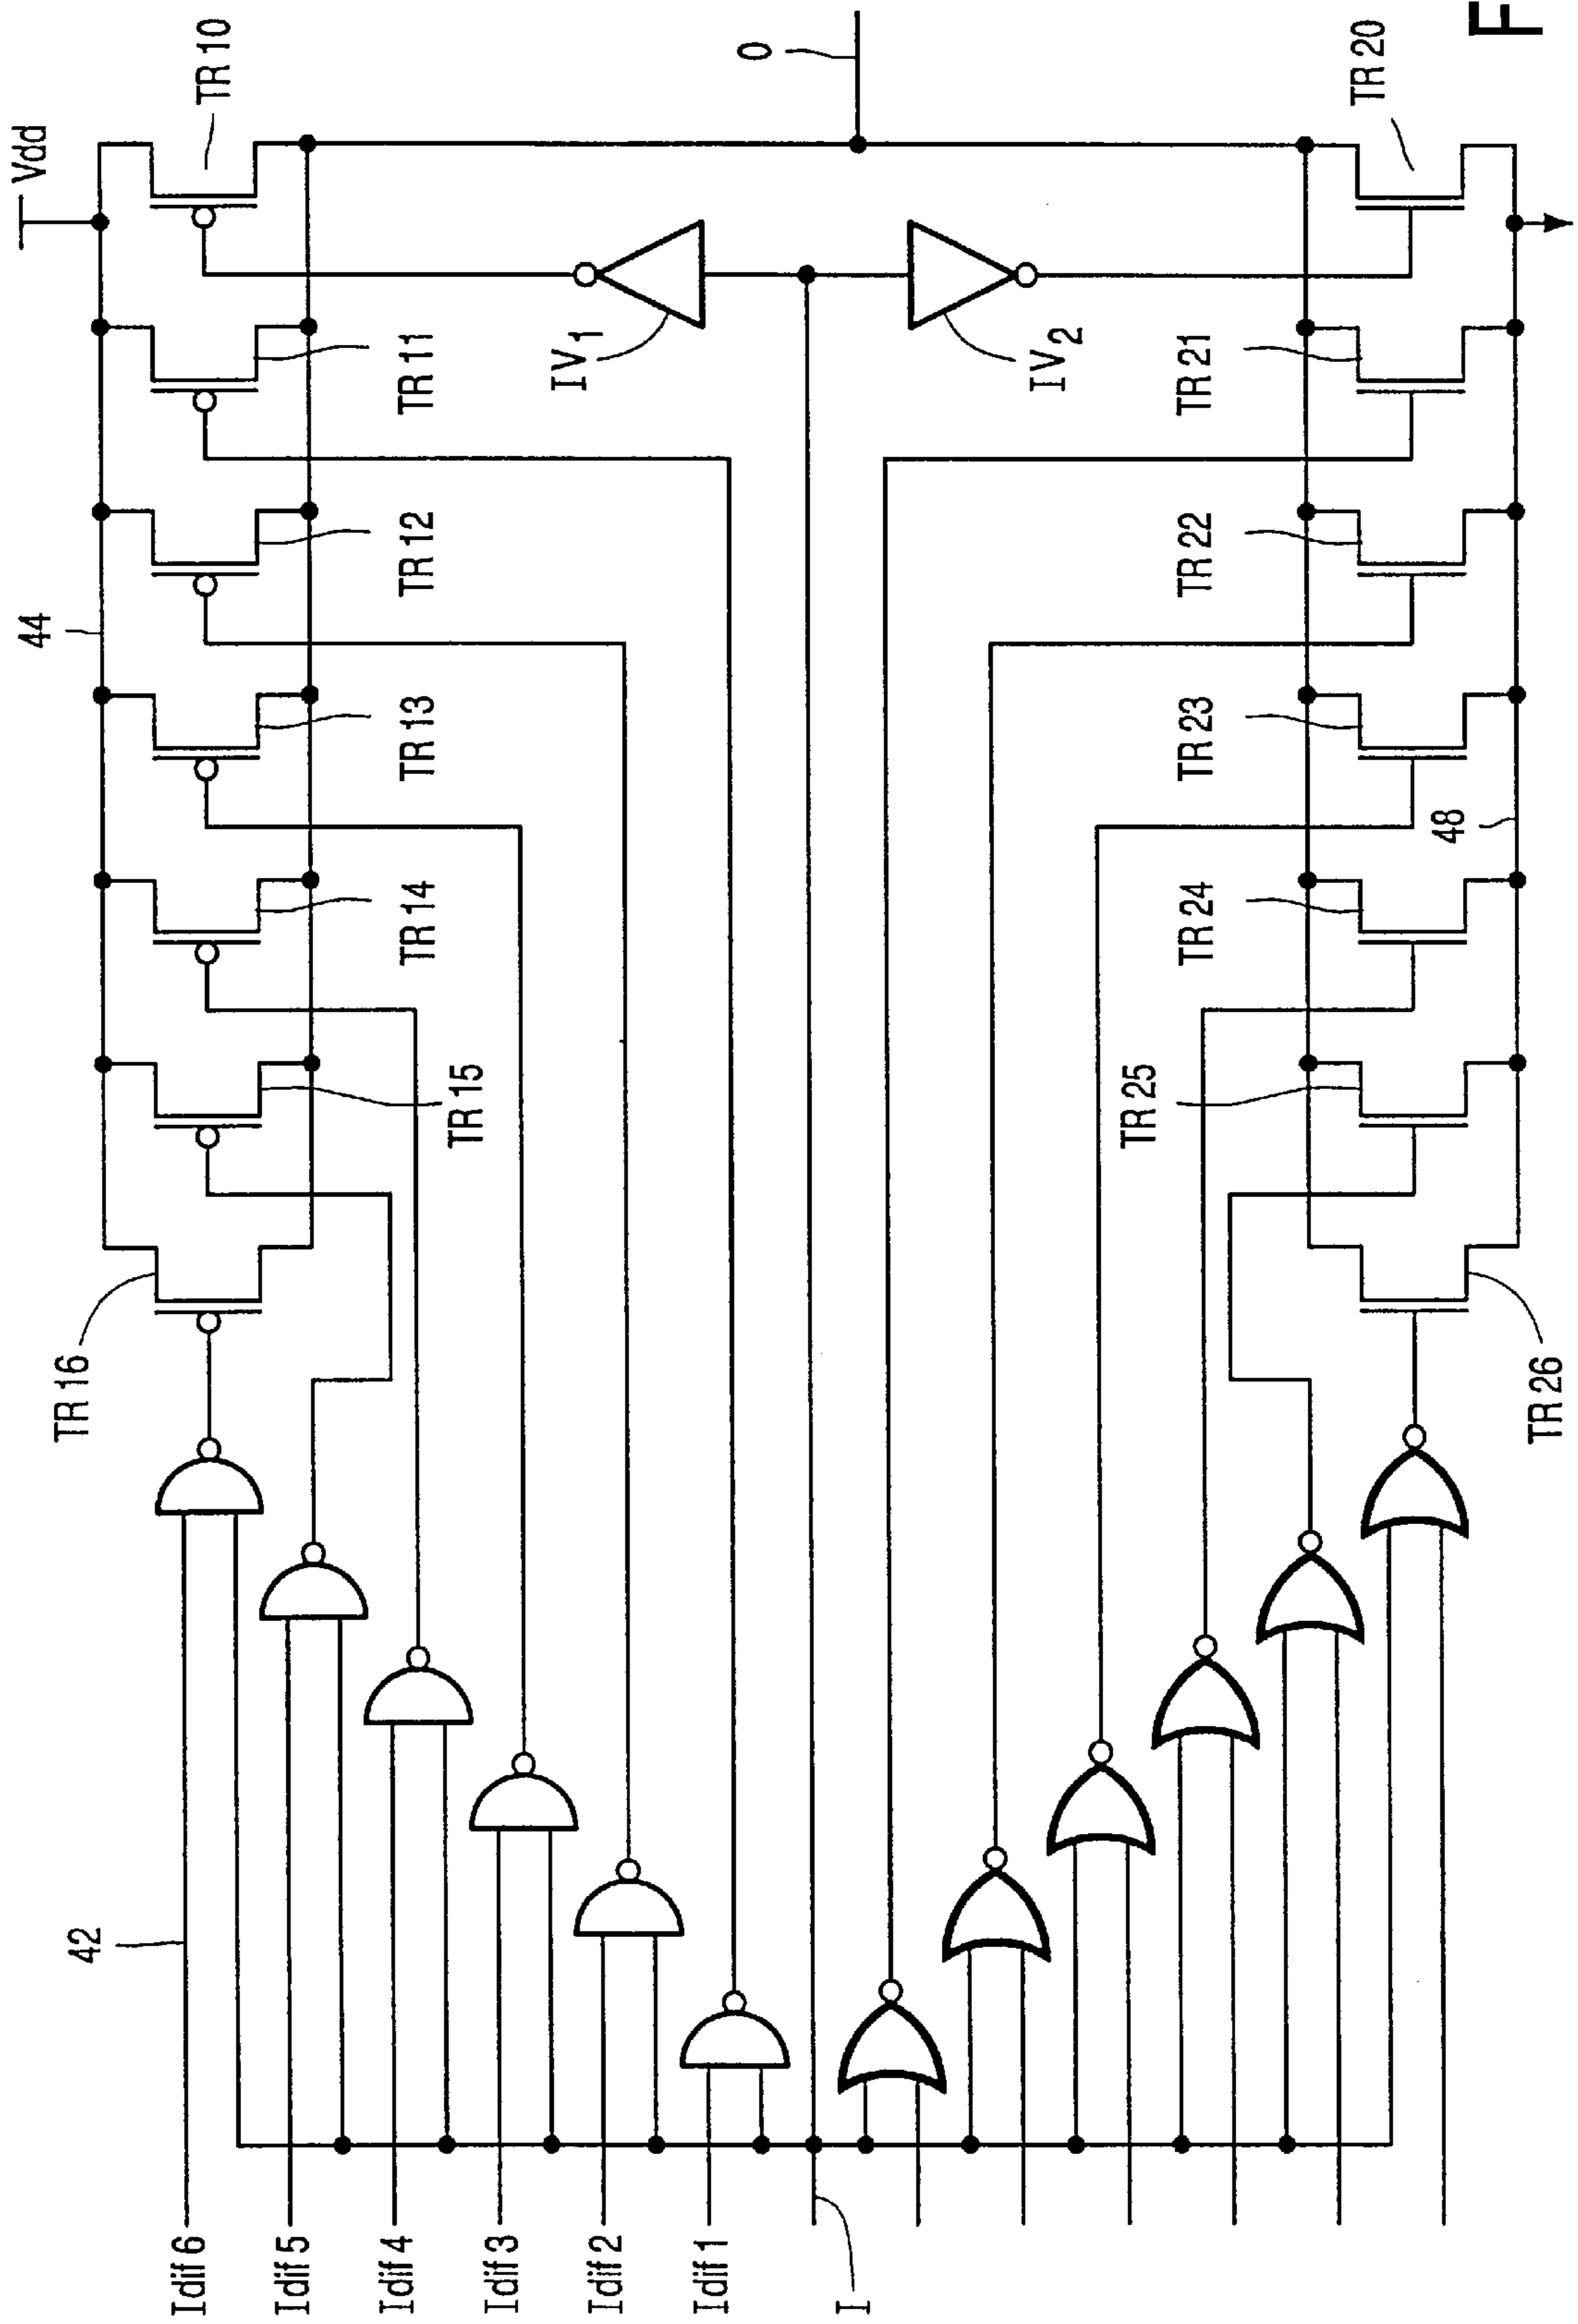 Vdd
TR 10
TR 11
TR 12
44
TR 13
TR 14
TR 15
TR 16
O
IV1
IV2
42
Idif 6
Idif 5
Idif 4
Idif 3
Idif 2
Idif 1
I
TR 20
TR 21
TR 22
TR 23
48
TR 24
TR 25
TR 26
F